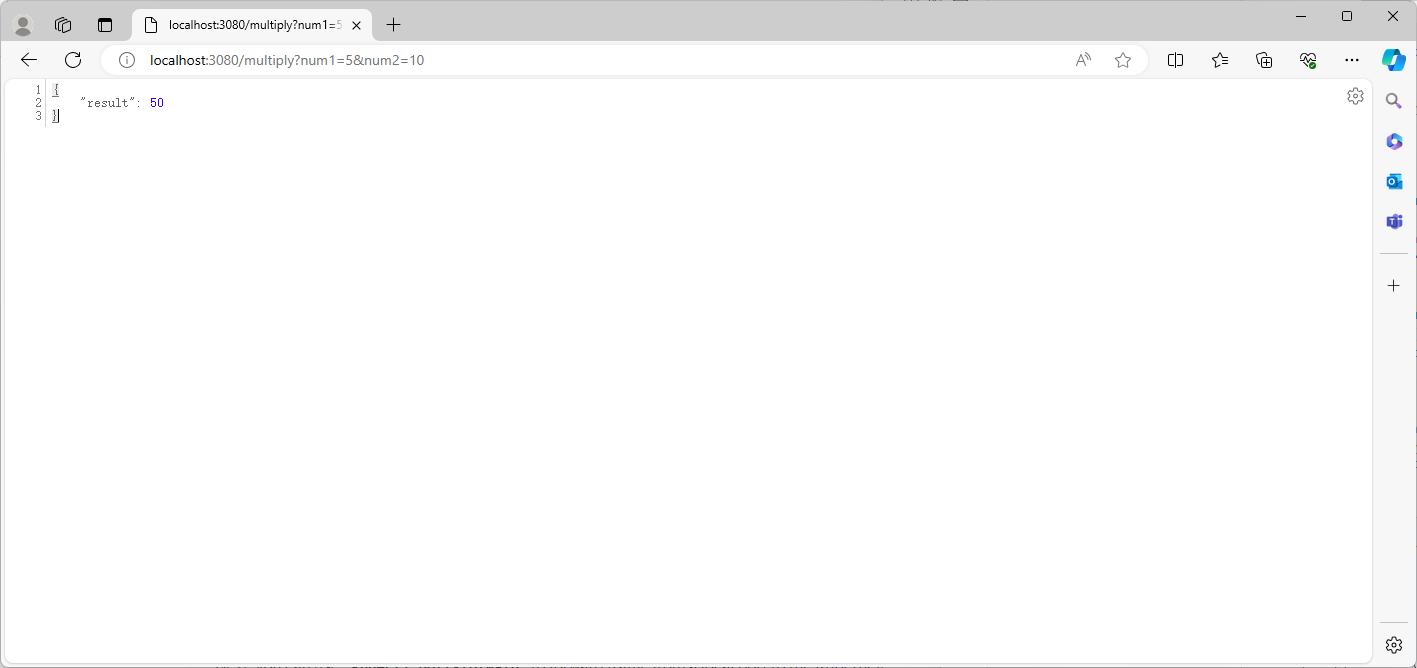 localhost:3080/multiply?num1=5
localhost:3080/multiply?num1=5&num2=10
1 {
2 "result": 50
3 }